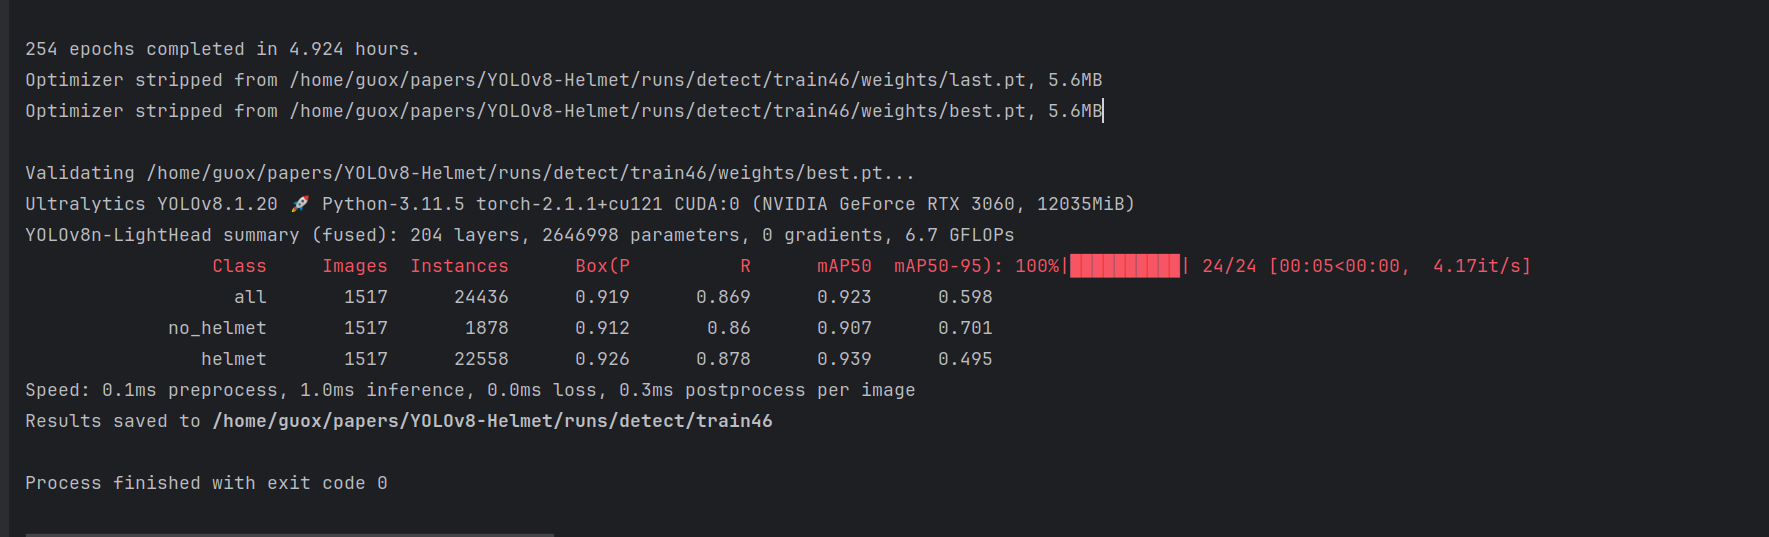 254 epochs completed in 4.924 hours.
Optimizer stripped from /home/guox/papers/YOLOv8-Helmet/runs/detect/train46/weights/last.pt, 5.6MB
Optimizer stripped from /home/guox/papers/YOLOv8-Helmet/runs/detect/train46/weights/best.pt, 5.6MB
Validating /home/guox/papers/YOLOv8-Helmet/runs/detect/train46/weights/best.pt...
Ultralytics YOLOv8.1.20 🚀 Python-3.11.5 torch-2.1.1+cu121 CUDA:0 (NVIDIA GeForce RTX 3060, 12035MiB)
YOLOv8n-LightHead summary (fused): 204 layers, 2646998 parameters, 0 gradients, 6.7 GFLOPs
Class Images Instances Box(P R mAP50 mAP50-95): 100%|██████████| 24/24 [00:05<00:00, 4.17it/s]
all 1517 24436 0.919 0.869 0.923 0.598
no_helmet 1517 1878 0.912 0.86 0.907 0.701
helmet 1517 22558 0.926 0.878 0.939 0.495
Speed: 0.1ms preprocess, 1.0ms inference, 0.0ms loss, 0.3ms postprocess per image
Results saved to /home/guox/papers/YOLOv8-Helmet/runs/detect/train46
Process finished with exit code 0